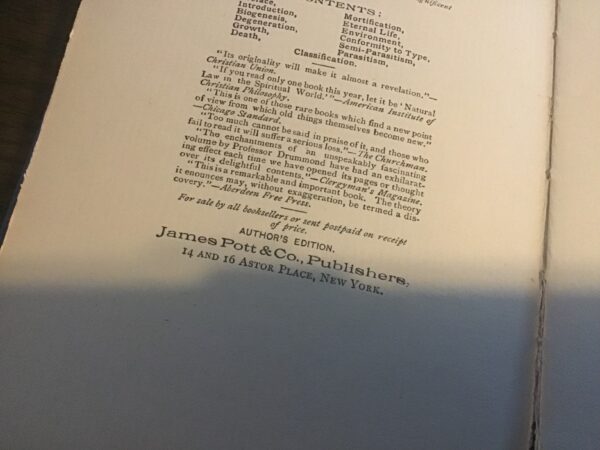 CONTENTS:
Introduction,
Biogenesis,
Degeneration,
Growth,
Death,
Mortification,
Eternal Life,
Environment,
Conformity to Type,
Semi-Parasitism,
Parasitism,
Classification.
"Its originality will make it almost a revelation."—
Christian Union.
"If you read only one book this year, let it be 'Natural
Law in the Spiritual World.'"—American Institute of
Christian Philosophy.
"This is one of those rare books which find a new point
of view from which old things themselves become new."
—Chicago Standard.
"Too much cannot be said in praise of it, and those who
fail to read it will suffer a serious loss."—The Churchman.
"The enchantments of an unspeakably fascinating
volume by Professor Drummond have had an exhilarat-
ing effect each time we have opened its pages or thought
over its delightful contents."—Clergyman's Magazine.
"This is a remarkable and important book. The theory
it enounces may, without exaggeration, be termed a dis-
covery."—Aberdeen Free Press.
For sale by all booksellers or sent postpaid on receipt
of price.
AUTHOR'S EDITION.
James Pott & Co., Publishers,
14 AND 16 ASTOR PLACE, NEW YORK.